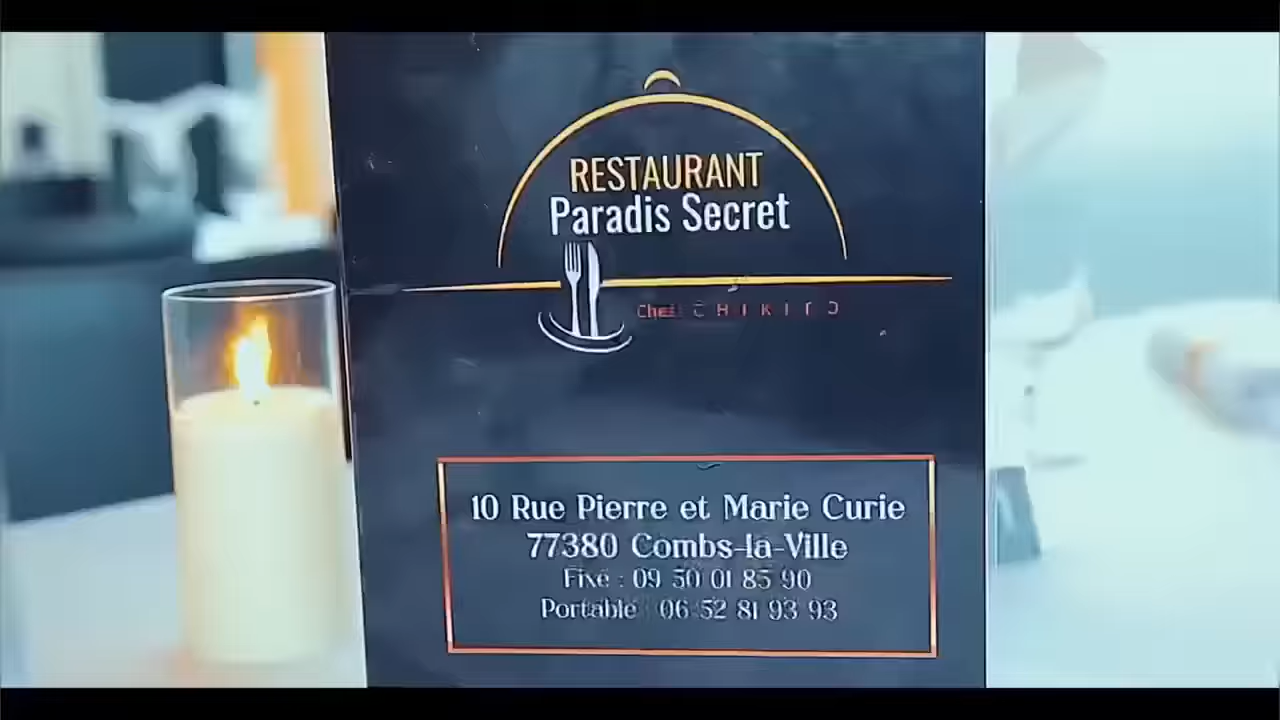 RESTAURANT
Paradis Secret
CHIKITO
10 Rue Pierre et Marie Curie
77380 Combs-la-Ville
Fixe : 09 50 01 85 90
Portable 06 52 81 93 93